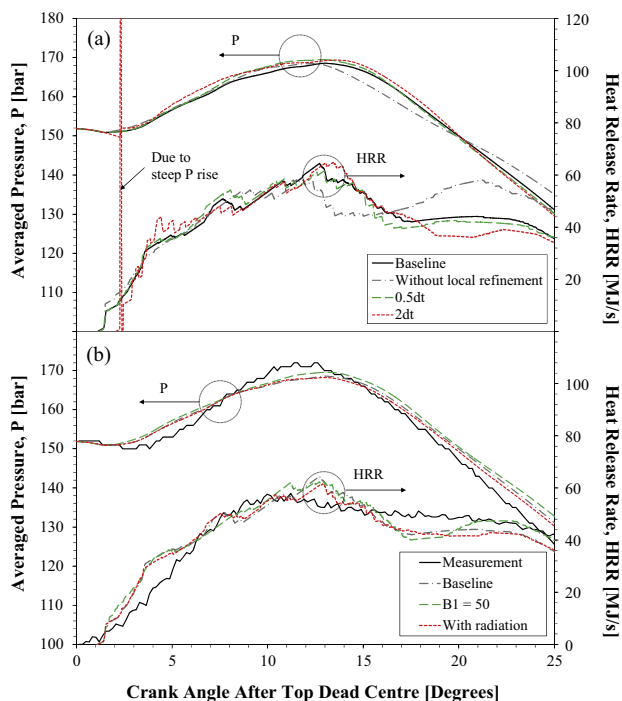 (a)
P
180
170
160
150
140
130
120
110
Averaged Pressure, P [bar]
120
100
80
60
40
20
0
Heat Release Rate, HRR [MJ/s]
Due to
steep P rise
HRR
Baseline
Without local refinement
0.5dt
2dt
(b)
P
170
160
150
140
130
120
110
100
Averaged Pressure, P [bar]
100
80
60
40
20
0
Heat Release Rate, HRR [MJ/s]
HRR
Measurement
Baseline
B1 = 50
With radiation
0 5 10 15 20 25
Crank Angle After Top Dead Centre [Degrees]